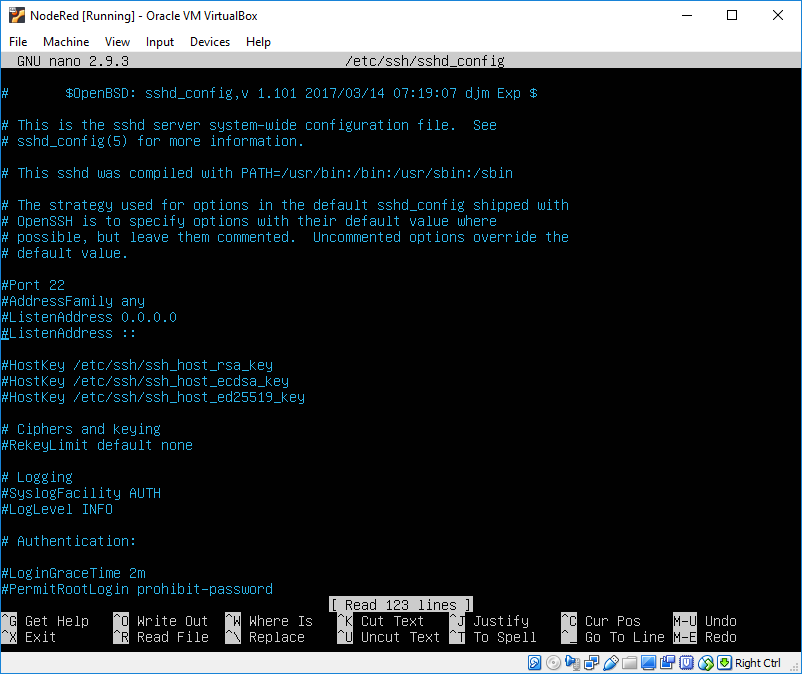 NodeRed [Running] - Oracle VM VirtualBox
File Machine View Input Devices Help
GNU nano 2.9.3 /etc/ssh/sshd_config
# $OpenBSD: sshd_config,v 1.101 2017/03/14 07:19:07 djm Exp $
# This is the sshd server system-wide configuration file. See
# sshd_config(5) for more information.
# This sshd was compiled with PATH=/usr/bin:/bin:/usr/sbin:/sbin
# The strategy used for options in the default sshd_config shipped with
# OpenSSH is to specify options with their default value where
# possible, but leave them commented. Uncommented options override the
# default value.
#Port 22
#AddressFamily any
#ListenAddress 0.0.0.0
#ListenAddress ::
#HostKey /etc/ssh/ssh_host_rsa_key
#HostKey /etc/ssh/ssh_host_ecdsa_key
#HostKey /etc/ssh/ssh_host_ed25519_key
# Ciphers and keying
#RekeyLimit default none
# Logging
#SyslogFacility AUTH
#LogLevel INFO
# Authentication:
#LoginGraceTime 2m
#PermitRootLogin prohibit-password
[ Read 123 lines ]
^G Get Help ^O Write Out ^W Where Is ^K Cut Text ^J Justify ^C Cur Pos M-U Undo
^X Exit ^R Read File ^\ Replace ^U Uncut Text ^T To Spell ^_ Go To Line M-E Redo
Right Ctrl